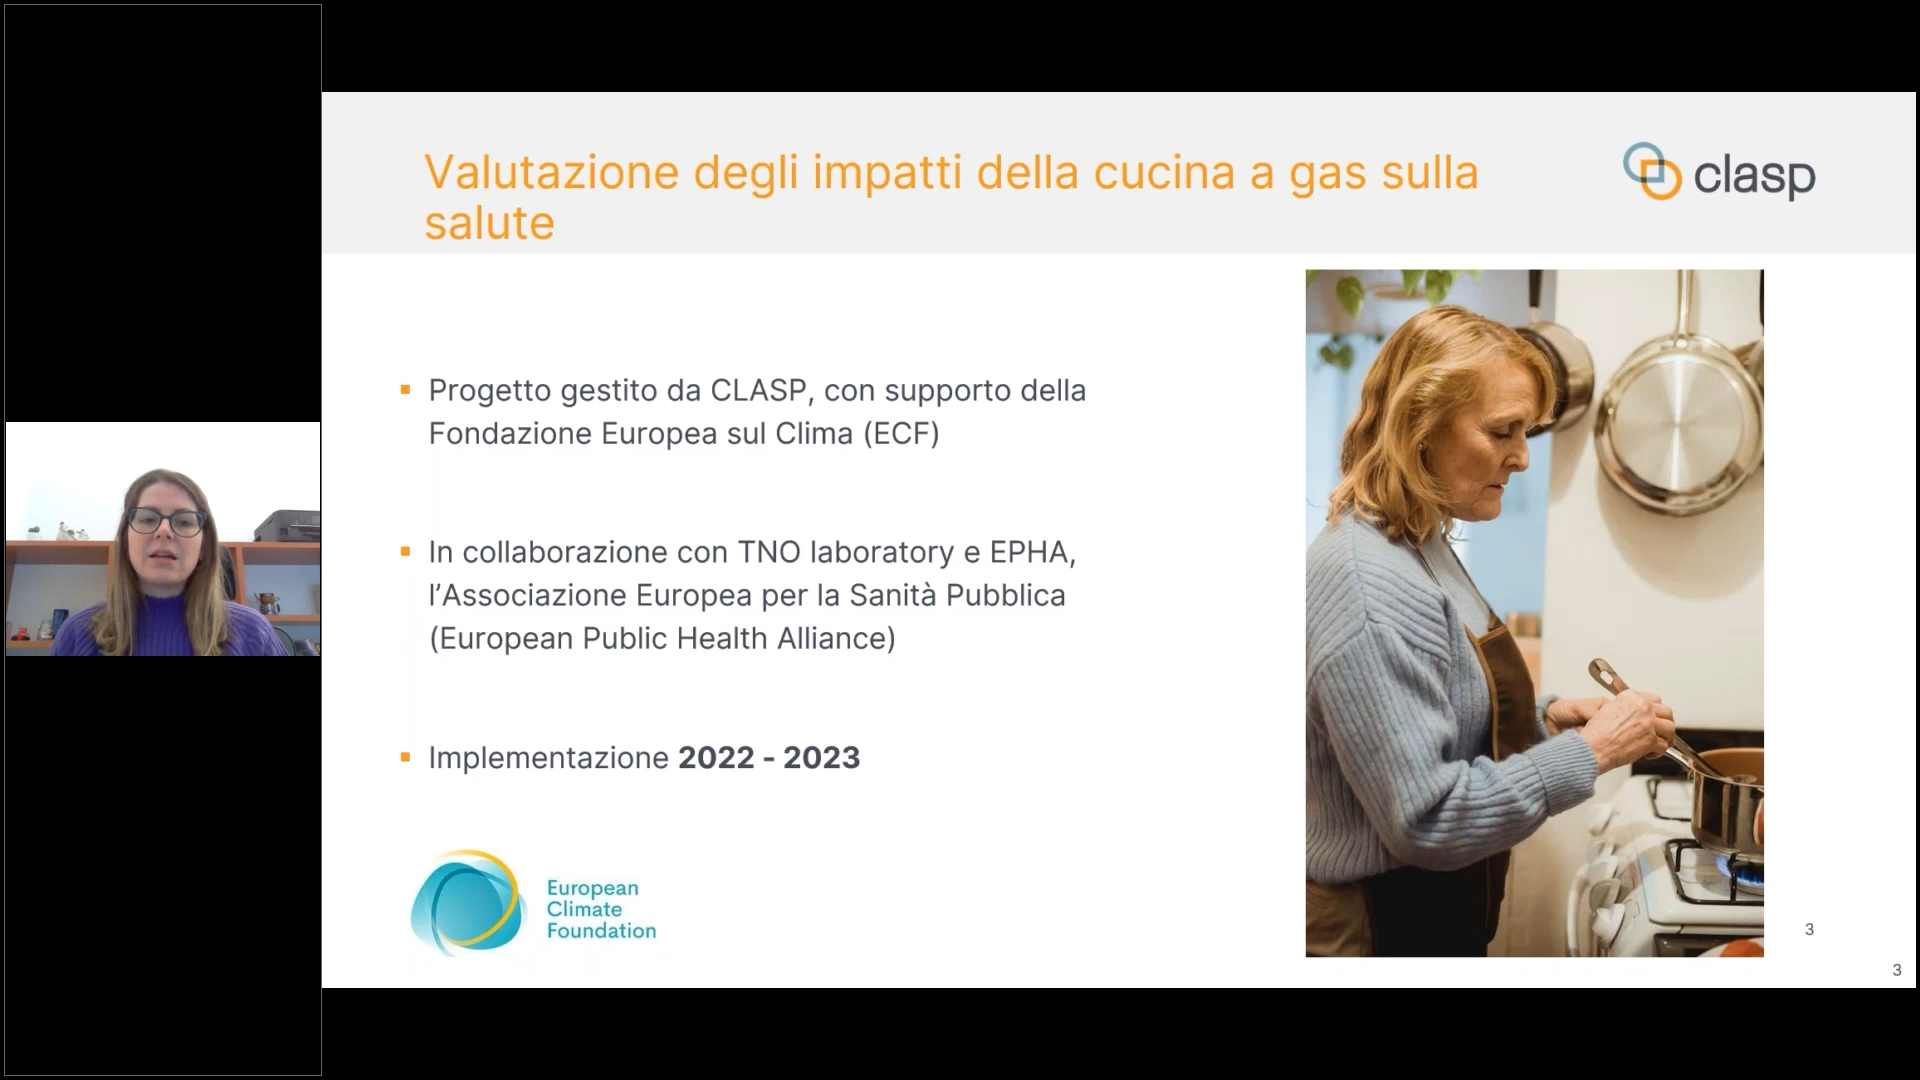 Valutazione degli impatti della cucina a gas sulla
salute
clasp
▪ Progetto gestito da CLASP, con supporto della
Fondazione Europea sul Clima (ECF)
▪ In collaborazione con TNO laboratory e EPHA,
l’Associazione Europea per la Sanità Pubblica
(European Public Health Alliance)
▪ Implementazione 2022 - 2023
European
Climate
Foundation
3
3